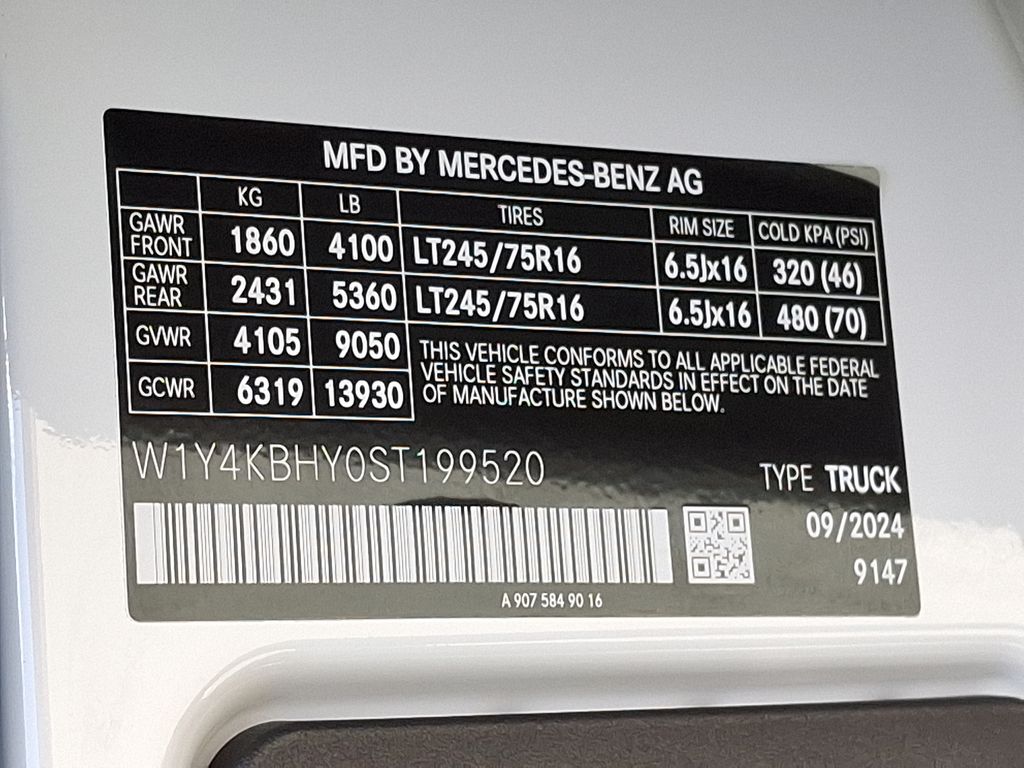 MFD BY MERCEDES-BENZ AG
KG LB TIRES RIM SIZE COLD KPA (PSI)
GAWR FRONT 1860 4100 LT245/75R16 6.5Jx16 320 (46)
GAWR REAR 2431 5360 LT245/75R16 6.5Jx16 480 (70)
GVWR 4105 9050
GCWR 6319 13930
THIS VEHICLE CONFORMS TO ALL APPLICABLE FEDERAL
VEHICLE SAFETY STANDARDS IN EFFECT ON THE DATE
OF MANUFACTURE SHOWN BELOW.
W1Y4KBHY0ST199520
TYPE TRUCK
09/2024
9147
A 907 584 90 16